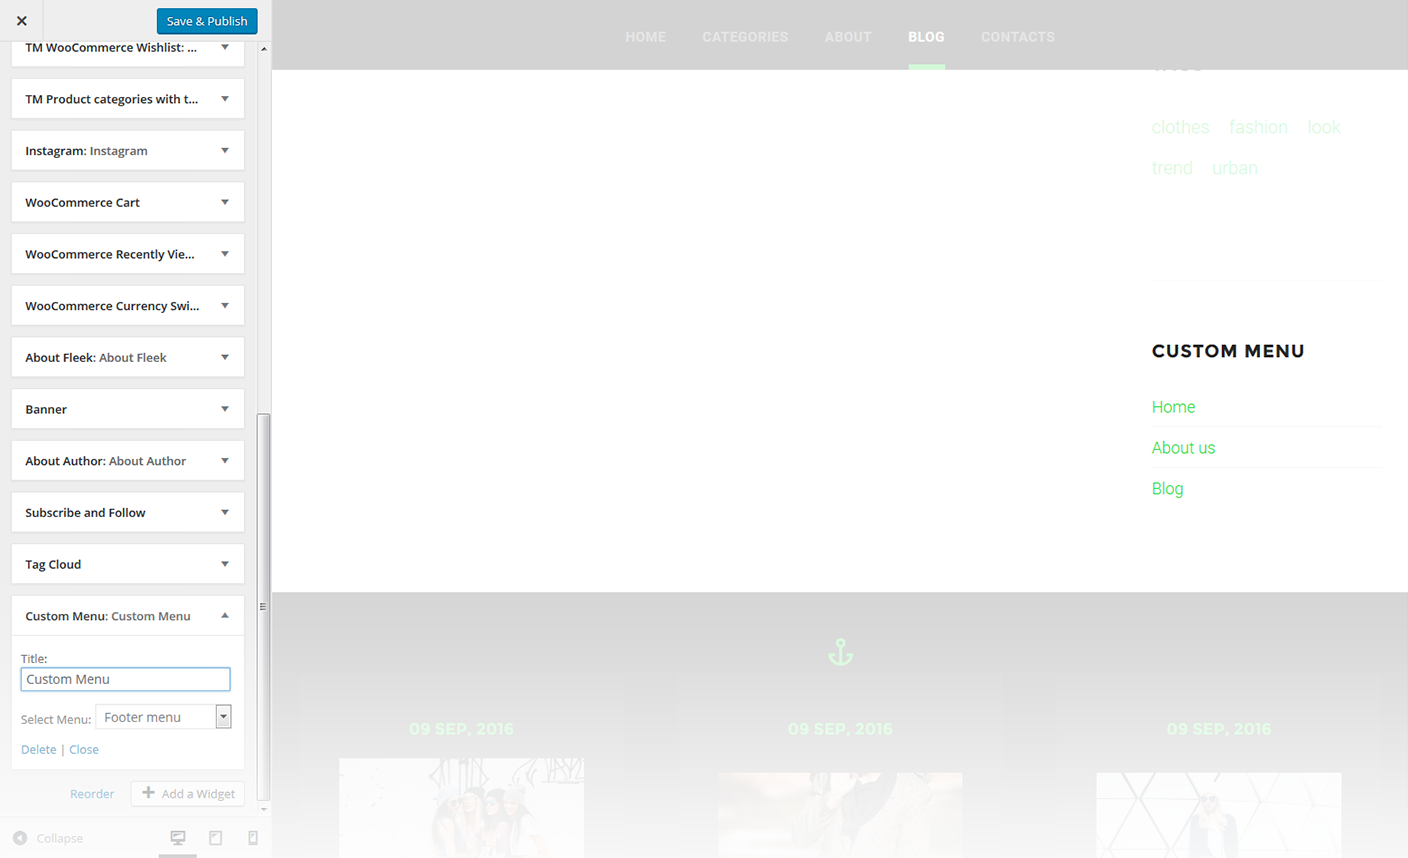 Save & Publish
TM WooCommerce Wishlist: ...
TM Product categories with t...
Instagram: Instagram
WooCommerce Cart
WooCommerce Recently Vie...
WooCommerce Currency Swi...
About Fleek: About Fleek
Banner
About Author: About Author
Subscribe and Follow
Tag Cloud
Custom Menu: Custom Menu
Title:
Custom Menu
Select Menu: Footer menu
Delete | Close
Reorder Add a Widget
Collapse
HOME CATEGORIES ABOUT BLOG CONTACTS
clothes fashion look
trend urban
CUSTOM MENU
Home
About us
Blog
09 SEP, 2016 09 SEP, 2016 09 SEP, 2016